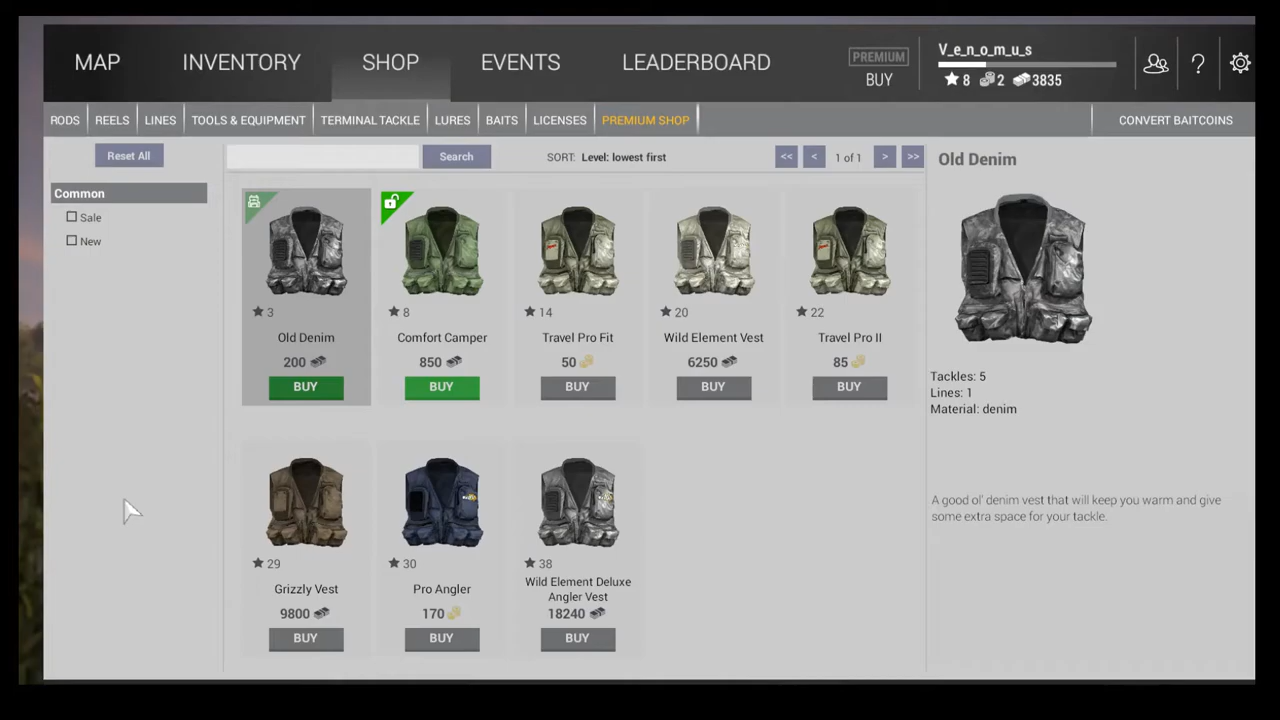 MAP INVENTORY SHOP EVENTS LEADERBOARD PREMIUM BUY V_e_n_o_m_u_s
8 2 3835
RODS REELS LINES TOOLS & EQUIPMENT TERMINAL TACKLE LURES BAITS LICENSES PREMIUM SHOP CONVERT BAITCOINS
Reset All Search SORT: Level: lowest first << < 1 of 1 > >> Old Denim
Common
Sale
New
3 8 14 20 22
Old Denim Comfort Camper Travel Pro Fit Wild Element Vest Travel Pro II
200 850 50 6250 85
BUY BUY BUY BUY BUY
Tackles: 5
Lines: 1
Material: denim
A good ol' denim vest that will keep you warm and give
some extra space for your tackle.
29 30 38
Grizzly Vest Pro Angler Wild Element Deluxe
Angler Vest
9800 170 18240
BUY BUY BUY